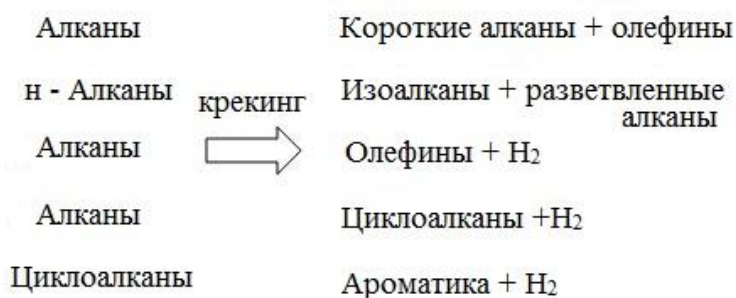 Алканы Короткие алканы + олефины
н - Алканы крекинг Изоалканы + разветвленные
алканы
Алканы Олефины + H2
Алканы Циклоалканы +H2
Циклоалканы Ароматика + H2